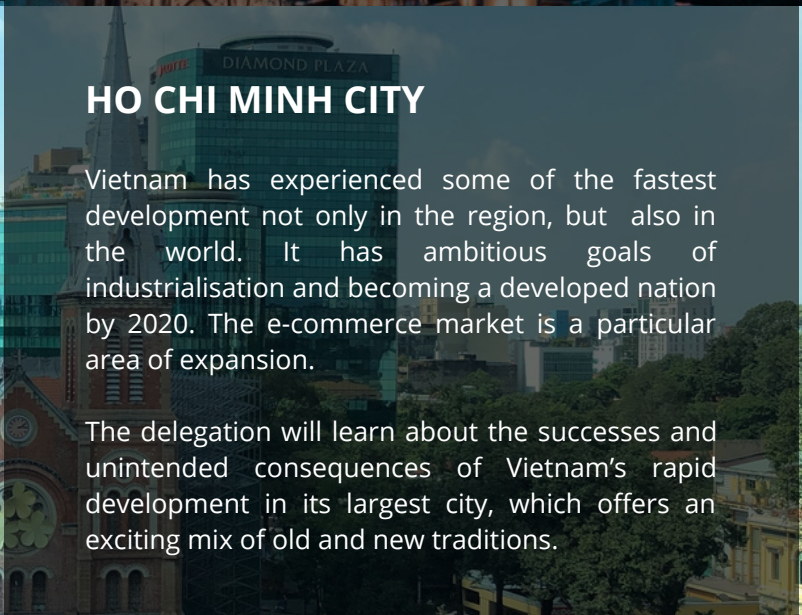 LOTTE
DIAMOND PLAZA
HO CHI MINH CITY
Vietnam has experienced some of the fastest
development not only in the region, but also in
the world. It has ambitious goals of
industrialisation and becoming a developed nation
by 2020. The e-commerce market is a particular
area of expansion.
The delegation will learn about the successes and
unintended consequences of Vietnam’s rapid
development in its largest city, which offers an
exciting mix of old and new traditions.